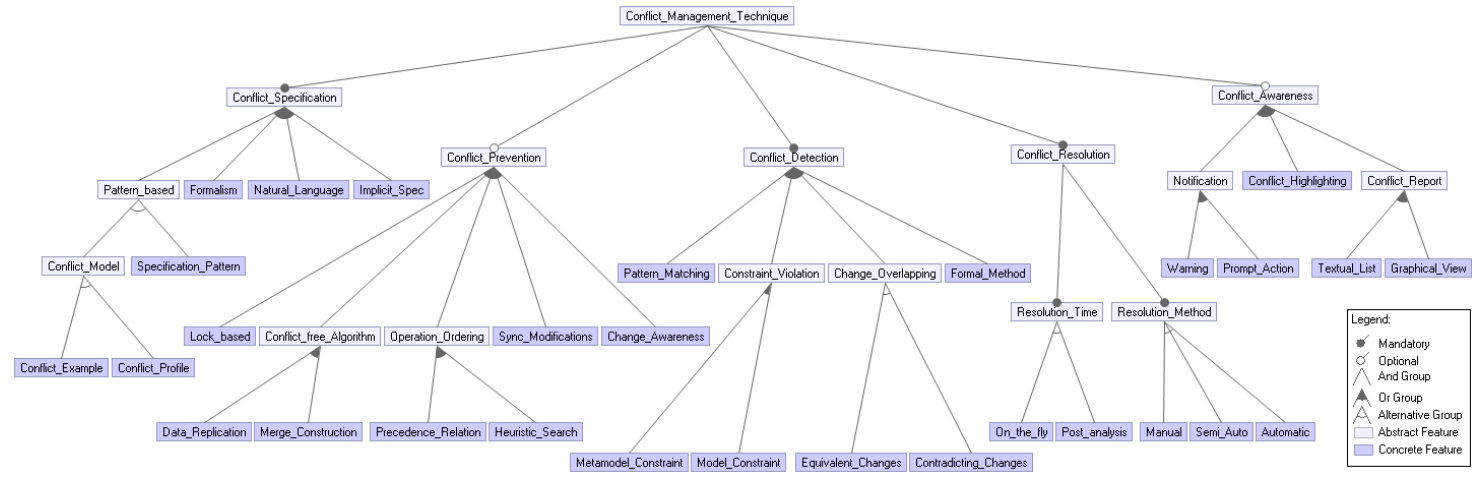 Conflict_Management_Technique
Conflict_Specification
Conflict_Awareness
Conflict_Prevention
Conflict_Detection
Conflict_Resolution
Pattern_based
Formalism
Natural_Language
Implicit_Spec
Notification
Conflict_Highlighting
Conflict_Report
Conflict_Model
Specification_Pattern
Pattern_Matching
Constraint_Violation
Change_Overlapping
Formal_Method
Warning
Prompt_Action
Textual_List
Graphical_View
Lock_based
Conflict_free_Algorithm
Operation_Ordering
Sync_Modifications
Change_Awareness
Resolution_Time
Resolution_Method
Conflict_Example
Conflict_Profile
Data_Replication
Merge_Construction
Precedence_Relation
Heuristic_Search
On_the_fly
Post_analysis
Manual
Semi_Auto
Automatic
Metamodel_Constraint
Model_Constraint
Equivalent_Changes
Contradicting_Changes
Legend:
Mandatory
Optional
And Group
Or Group
Alternative Group
Abstract Feature
Concrete Feature